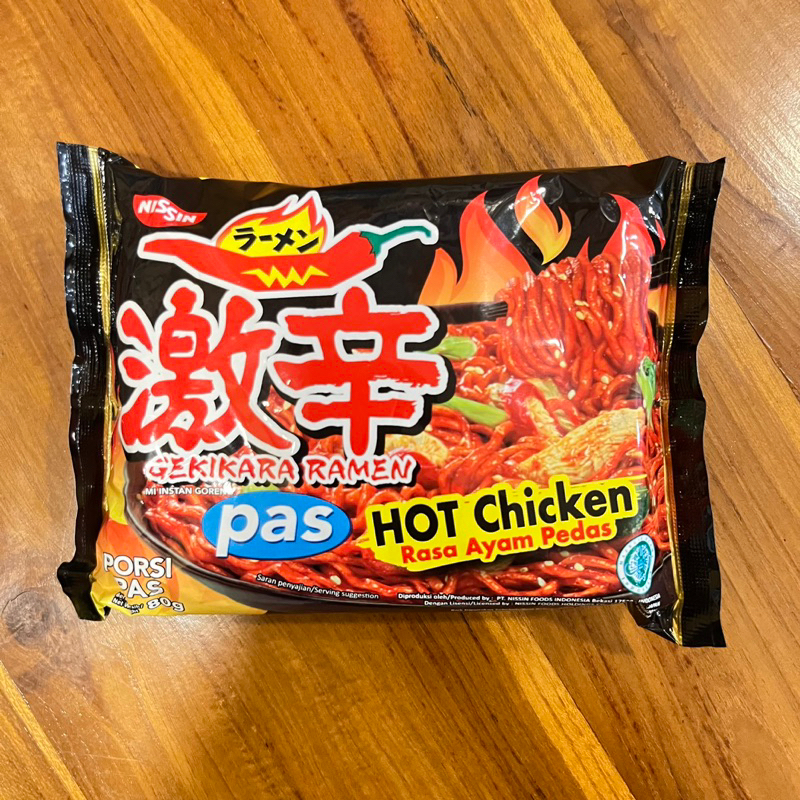 NISSIN
ラーメン
激辛
GEKIKARA RAMEN
MI INSTAN GORENG
pas
HOT Chicken
Rasa Ayam Pedas
PORSI
PAS
80g
Saran penyajian/Serving suggestion
Diproduksi oleh/Produced by : PT. NISSIN FOODS INDONESIA Bekasi
Dengan Lisensi/Licensed by : NISSIN FOODS